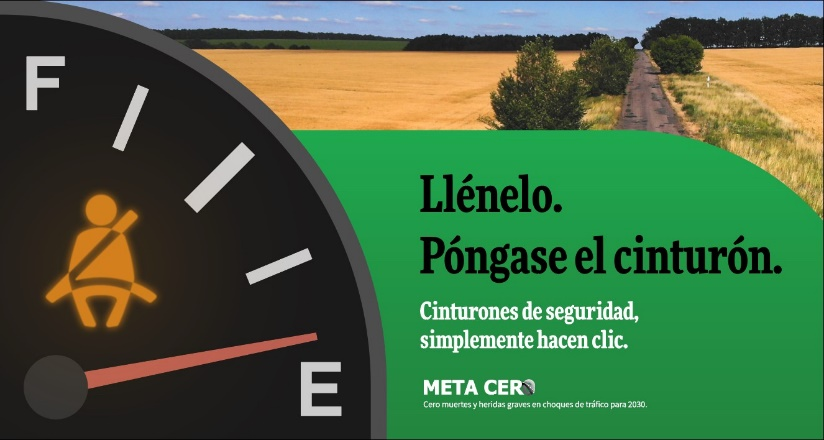 F
E
Llénelo.
Póngase el cinturón.
Cinturones de seguridad,
simplemente hacen clic.
META CERO
Cero muertes y heridas graves en choques de tráfico para 2030.